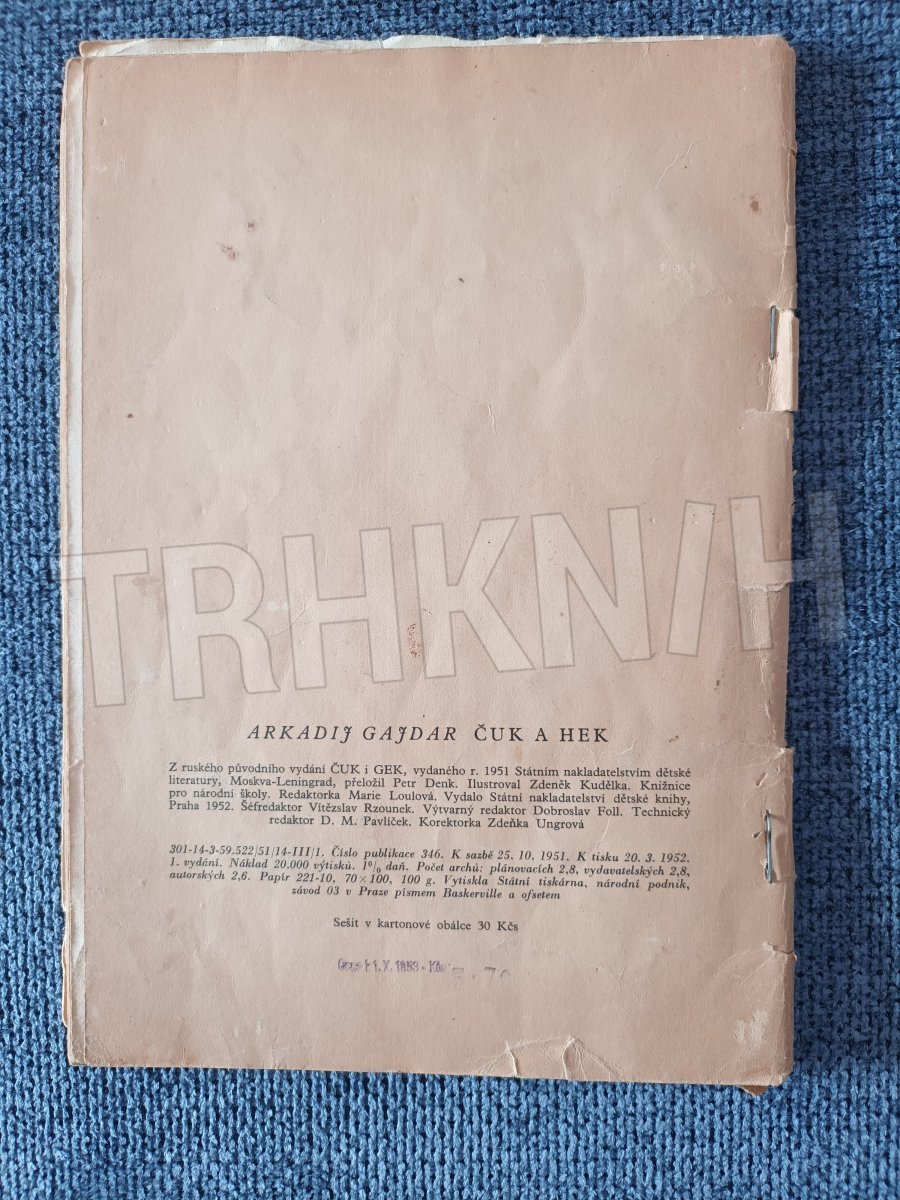 TRHKNIH
ARKADIJ GAJDAR ČUK A HEK
Z ruského původního vydání ČUK i GEK, vydaného r. 1951 Státním nakladatelstvím dětské
literatury, Moskva-Leningrad, přeložil Petr Denk. Ilustroval Zdeněk Kudělka. Knižnice
pro národní školy. Redaktorka Marie Loulová. Vydalo Státní nakladatelství dětské knihy,
Praha 1952. Šéfredaktor Vítězslav Rzounek. Výtvarný redaktor Dobroslav Foll. Technický
redaktor D. M. Pavlíček. Korektorka Zdeňka Ungrová
301-14-3-59.522/51/14-III/1. Číslo publikace 346. K sazbě 25. 10. 1951. K tisku 20. 3. 1952.
1. vydání. Náklad 20.000 výtisků. 1% daň. Počet archů: plánovacích 2,8, vydavatelských 2,8,
autorských 2,6. Papír 221-10, 70×100, 100 g. Vytiskla Státní tiskárna, národní podnik,
závod 03 v Praze písmem Baskerville a ofsetem
Sešit v kartonové obálce 30 Kčs